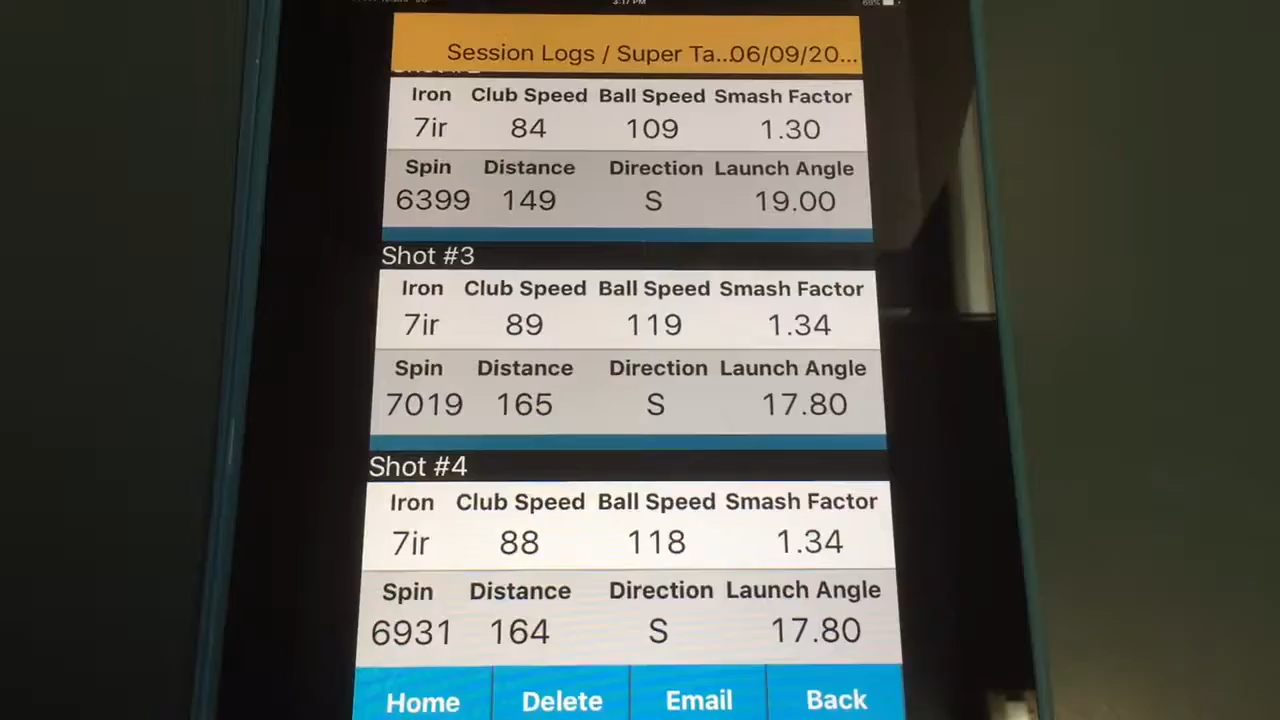 3:17 PM
69%
Session Logs / Super Ta...06/09/20...
Iron Club Speed Ball Speed Smash Factor
7ir 84 109 1.30
Spin Distance Direction Launch Angle
6399 149 S 19.00
Shot #3
Iron Club Speed Ball Speed Smash Factor
7ir 89 119 1.34
Spin Distance Direction Launch Angle
7019 165 S 17.80
Shot #4
Iron Club Speed Ball Speed Smash Factor
7ir 88 118 1.34
Spin Distance Direction Launch Angle
6931 164 S 17.80
Home Delete Email Back